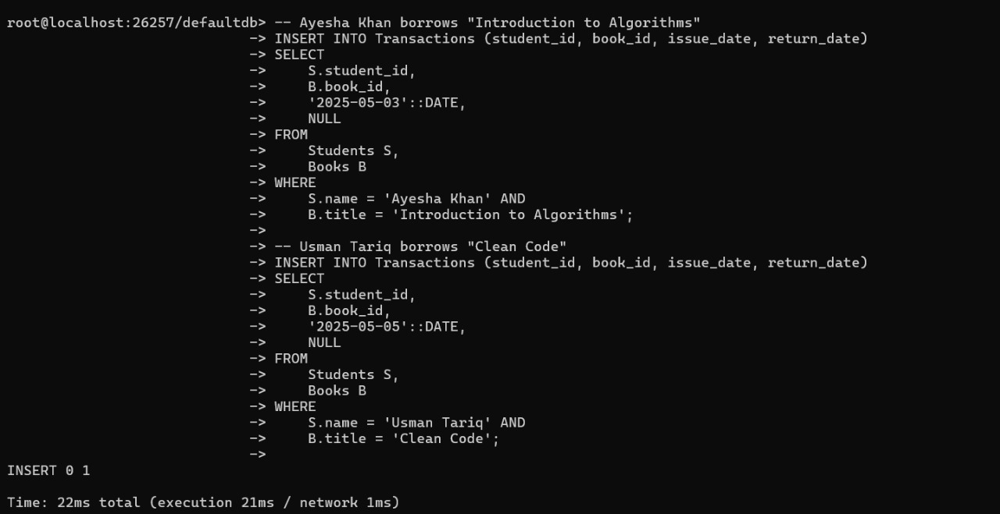 root@localhost:26257/defaultdb> -- Ayesha Khan borrows "Introduction to Algorithms"
-> INSERT INTO Transactions (student_id, book_id, issue_date, return_date)
-> SELECT
->     S.student_id,
->     B.book_id,
->     '2025-05-03'::DATE,
->     NULL
-> FROM
->     Students S,
->     Books B
-> WHERE
->     S.name = 'Ayesha Khan' AND
->     B.title = 'Introduction to Algorithms';
->
-> -- Usman Tariq borrows "Clean Code"
-> INSERT INTO Transactions (student_id, book_id, issue_date, return_date)
-> SELECT
->     S.student_id,
->     B.book_id,
->     '2025-05-05'::DATE,
->     NULL
-> FROM
->     Students S,
->     Books B
-> WHERE
->     S.name = 'Usman Tariq' AND
->     B.title = 'Clean Code';
->
INSERT 0 1
Time: 22ms total (execution 21ms / network 1ms)